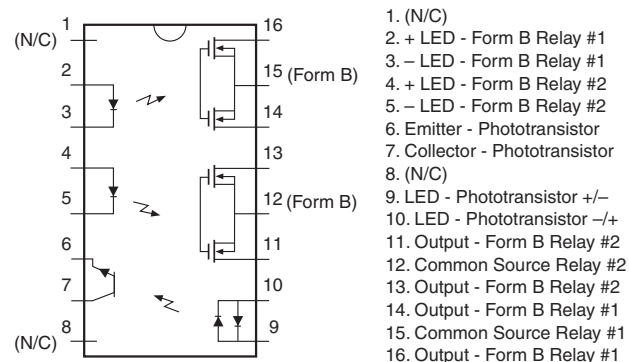 1 16
(N/C)
2 15 (Form B)
3 14
4 13
5 12 (Form B)
6 11
7 10
8 9
(N/C)
1. (N/C)
2. + LED - Form B Relay #1
3. – LED - Form B Relay #1
4. + LED - Form B Relay #2
5. – LED - Form B Relay #2
6. Emitter - Phototransistor
7. Collector - Phototransistor
8. (N/C)
9. LED - Phototransistor +/–
10. LED - Phototransistor –/+
11. Output - Form B Relay #2
12. Common Source Relay #2
13. Output - Form B Relay #2
14. Output - Form B Relay #1
15. Common Source Relay #1
16. Output - Form B Relay #1